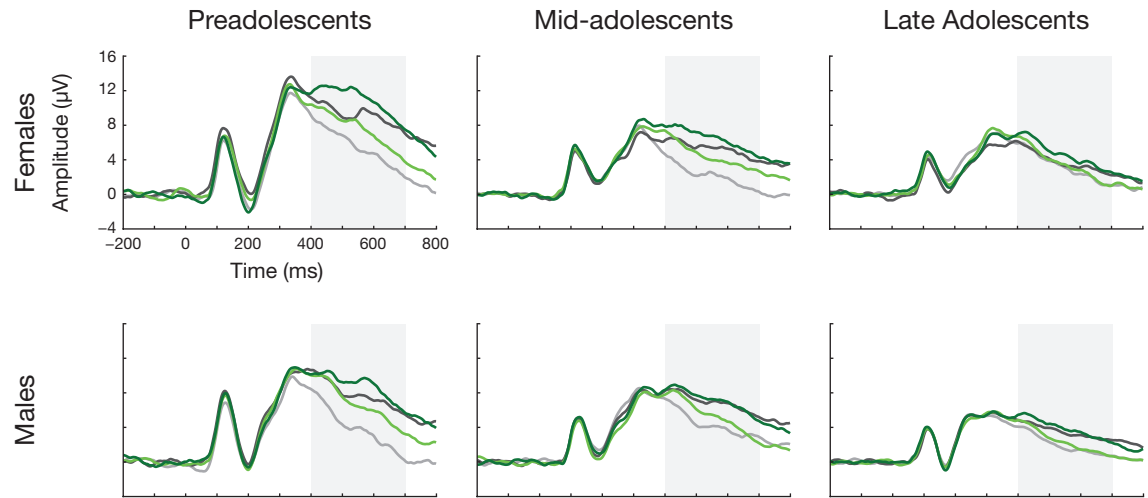 Preadolescents
Mid-adolescents
Late Adolescents
Females
Amplitude (µV)
16
12
8
4
0
−4
−200
0
200
400
600
800
Time (ms)
Males